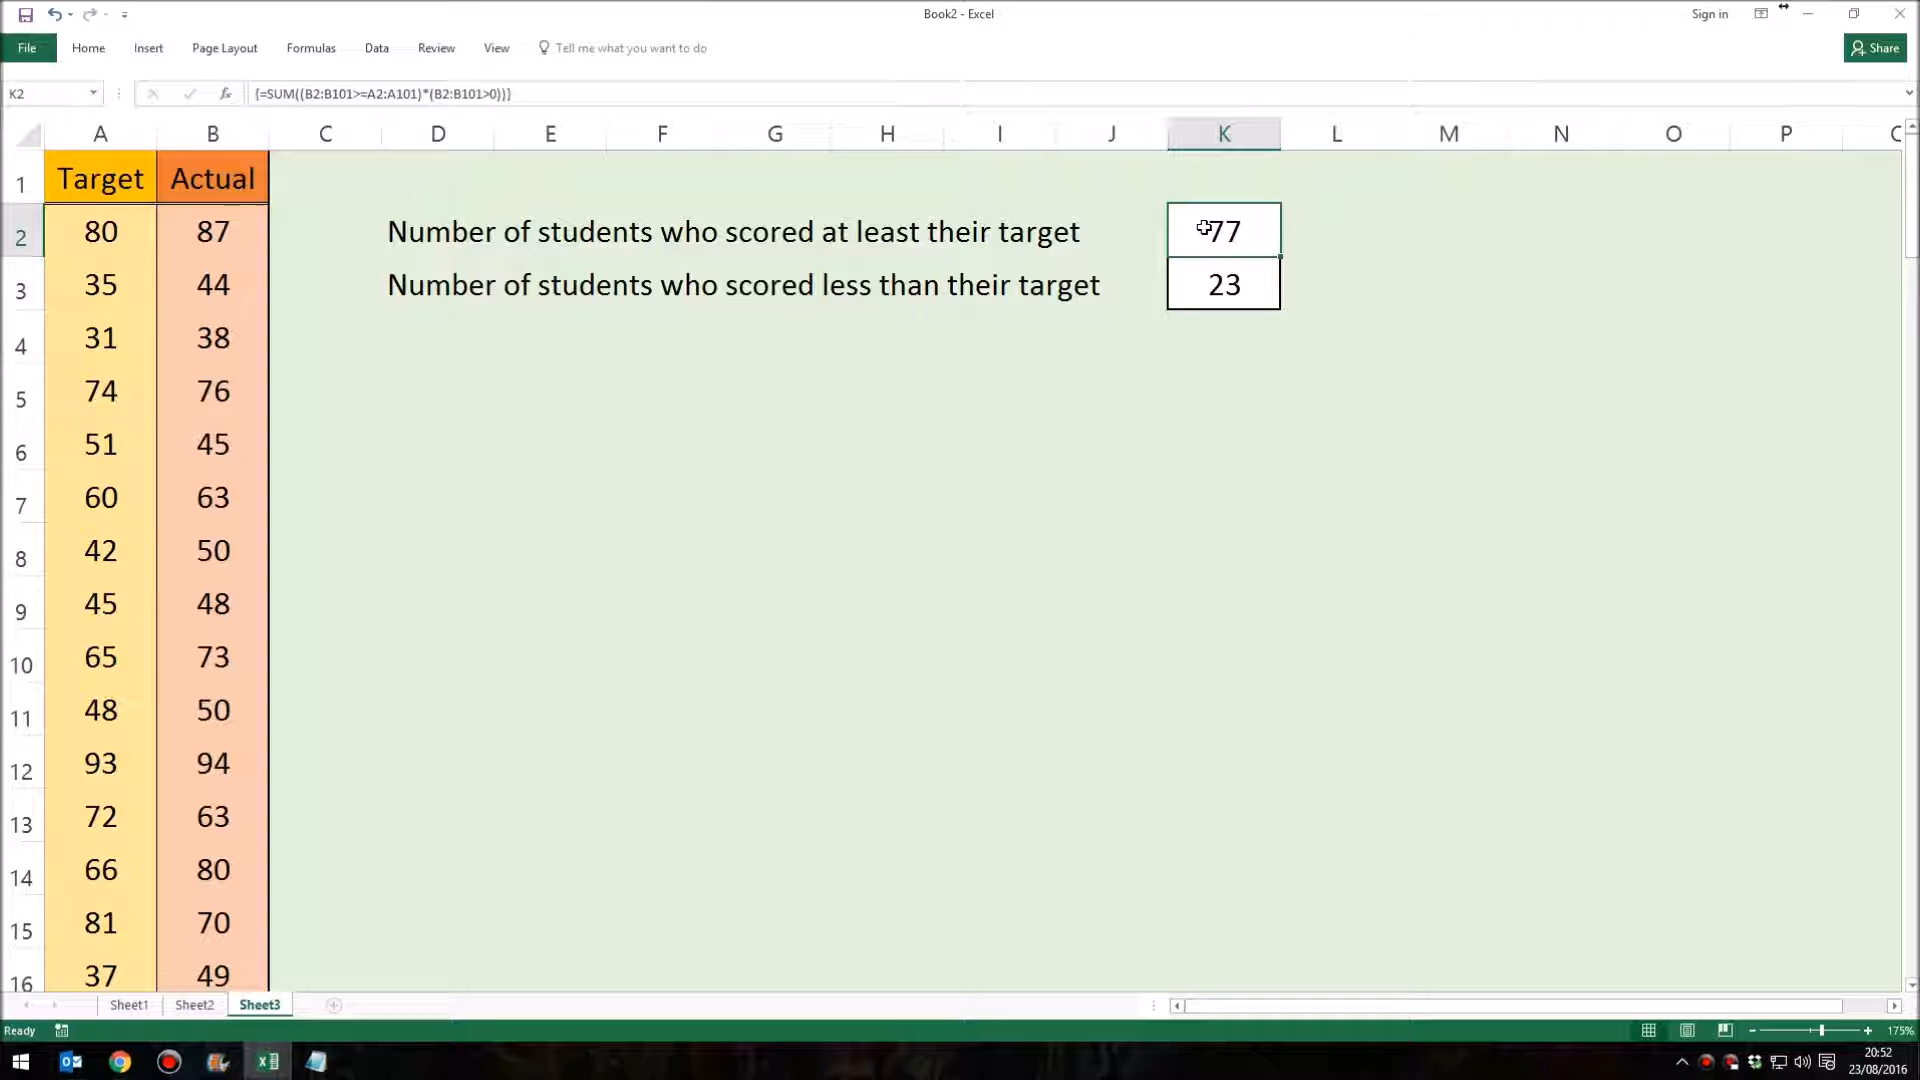 Book2 - Excel
Sign in
File Home Insert Page Layout Formulas Data Review View Tell me what you want to do Share
K2 fx {=SUM((B2:B101>=A2:A101)*(B2:B101>0))}
A B C D E F G H I J K L M N O P
1 Target Actual
2 80 87 Number of students who scored at least their target 77
3 35 44 Number of students who scored less than their target 23
4 31 38
5 74 76
6 51 45
7 60 63
8 42 50
9 45 48
10 65 73
11 48 50
12 93 94
13 72 63
14 66 80
15 81 70
16 37 49
Sheet1 Sheet2 Sheet3
Ready 175%
20:52
23/08/2016